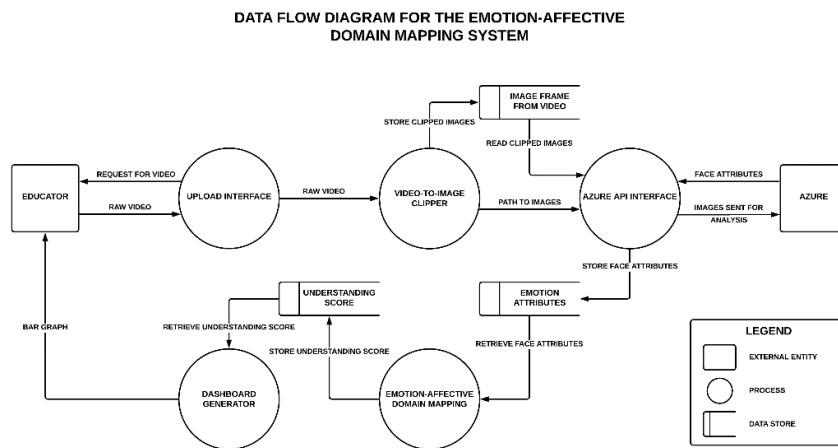 DATA FLOW DIAGRAM FOR THE EMOTION-AFFECTIVE
DOMAIN MAPPING SYSTEM
IMAGE FRAME
FROM VIDEO
STORE CLIPPED IMAGES
READ CLIPPED IMAGES
EDUCATOR
REQUEST FOR VIDEO
RAW VIDEO
UPLOAD INTERFACE
RAW VIDEO
VIDEO-TO-IMAGE
CLIPPER
PATH TO IMAGES
AZURE API INTERFACE
FACE ATTRIBUTES
IMAGES SENT FOR
ANALYSIS
AZURE
STORE FACE ATTRIBUTES
UNDERSTANDING
SCORE
EMOTION
ATTRIBUTES
BAR GRAPH
RETRIEVE UNDERSTANDING SCORE
STORE UNDERSTANDING SCORE
RETRIEVE FACE ATTRIBUTES
DASHBOARD
GENERATOR
EMOTION-AFFECTIVE
DOMAIN MAPPING
LEGEND
EXTERNAL ENTITY
PROCESS
DATA STORE